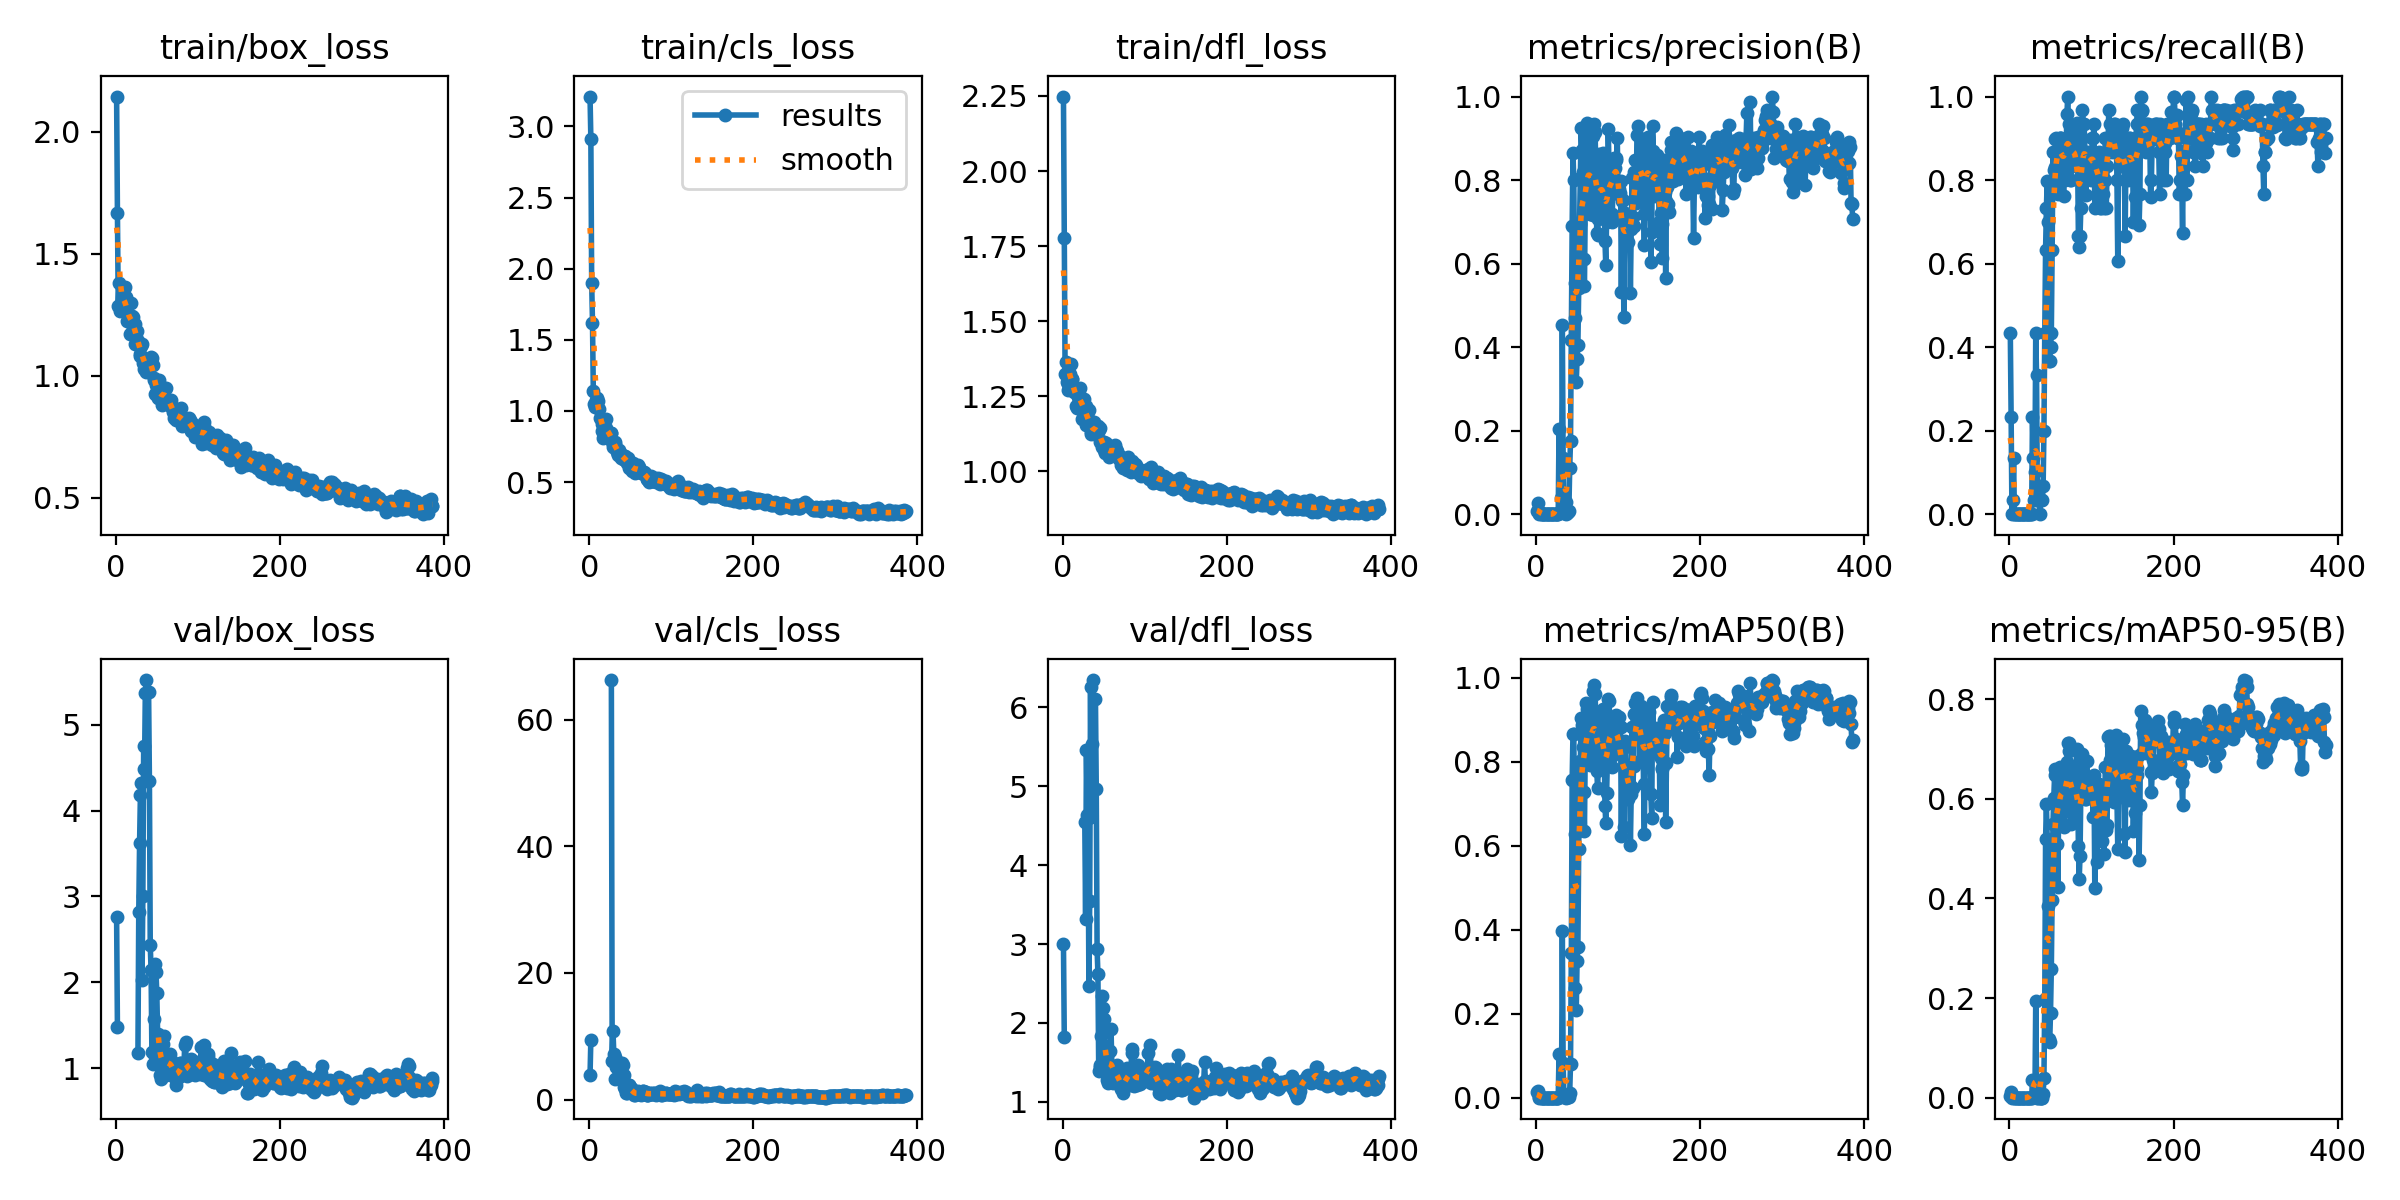 train/box_loss
2.0
1.5
1.0
0.5
0 200 400
train/cls_loss
results
smooth
3.0
2.5
2.0
1.5
1.0
0.5
0 200 400
train/dfl_loss
2.25
2.00
1.75
1.50
1.25
1.00
0 200 400
metrics/precision(B)
1.0
0.8
0.6
0.4
0.2
0.0
0 200 400
metrics/recall(B)
1.0
0.8
0.6
0.4
0.2
0.0
0 200 400
val/box_loss
5
4
3
2
1
0 200 400
val/cls_loss
60
40
20
0
0 200 400
val/dfl_loss
6
5
4
3
2
1
0 200 400
metrics/mAP50(B)
1.0
0.8
0.6
0.4
0.2
0.0
0 200 400
metrics/mAP50-95(B)
0.8
0.6
0.4
0.2
0.0
0 200 400